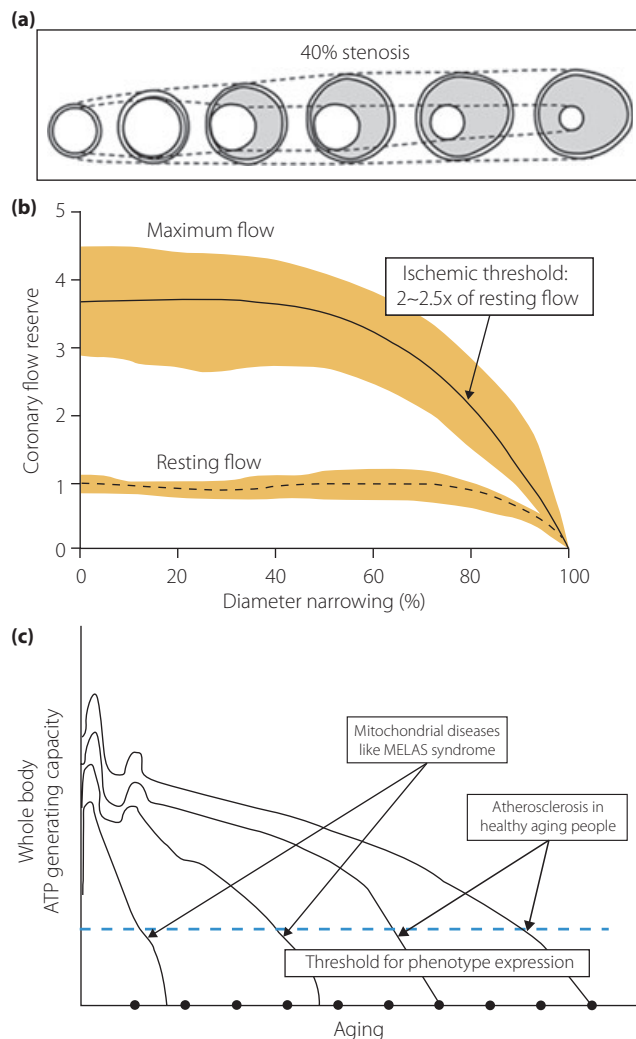 (a)
40% stenosis
(b)
5
4
3
2
1
0
Coronary flow reserve
Maximum flow
Ischemic threshold:
2~2.5x of resting flow
Resting flow
0
20
40
60
80
100
Diameter narrowing (%)
(c)
Whole body
ATP generating capacity
Mitochondrial diseases
like MELAS syndrome
Atherosclerosis in
healthy aging people
Threshold for phenotype expression
Aging